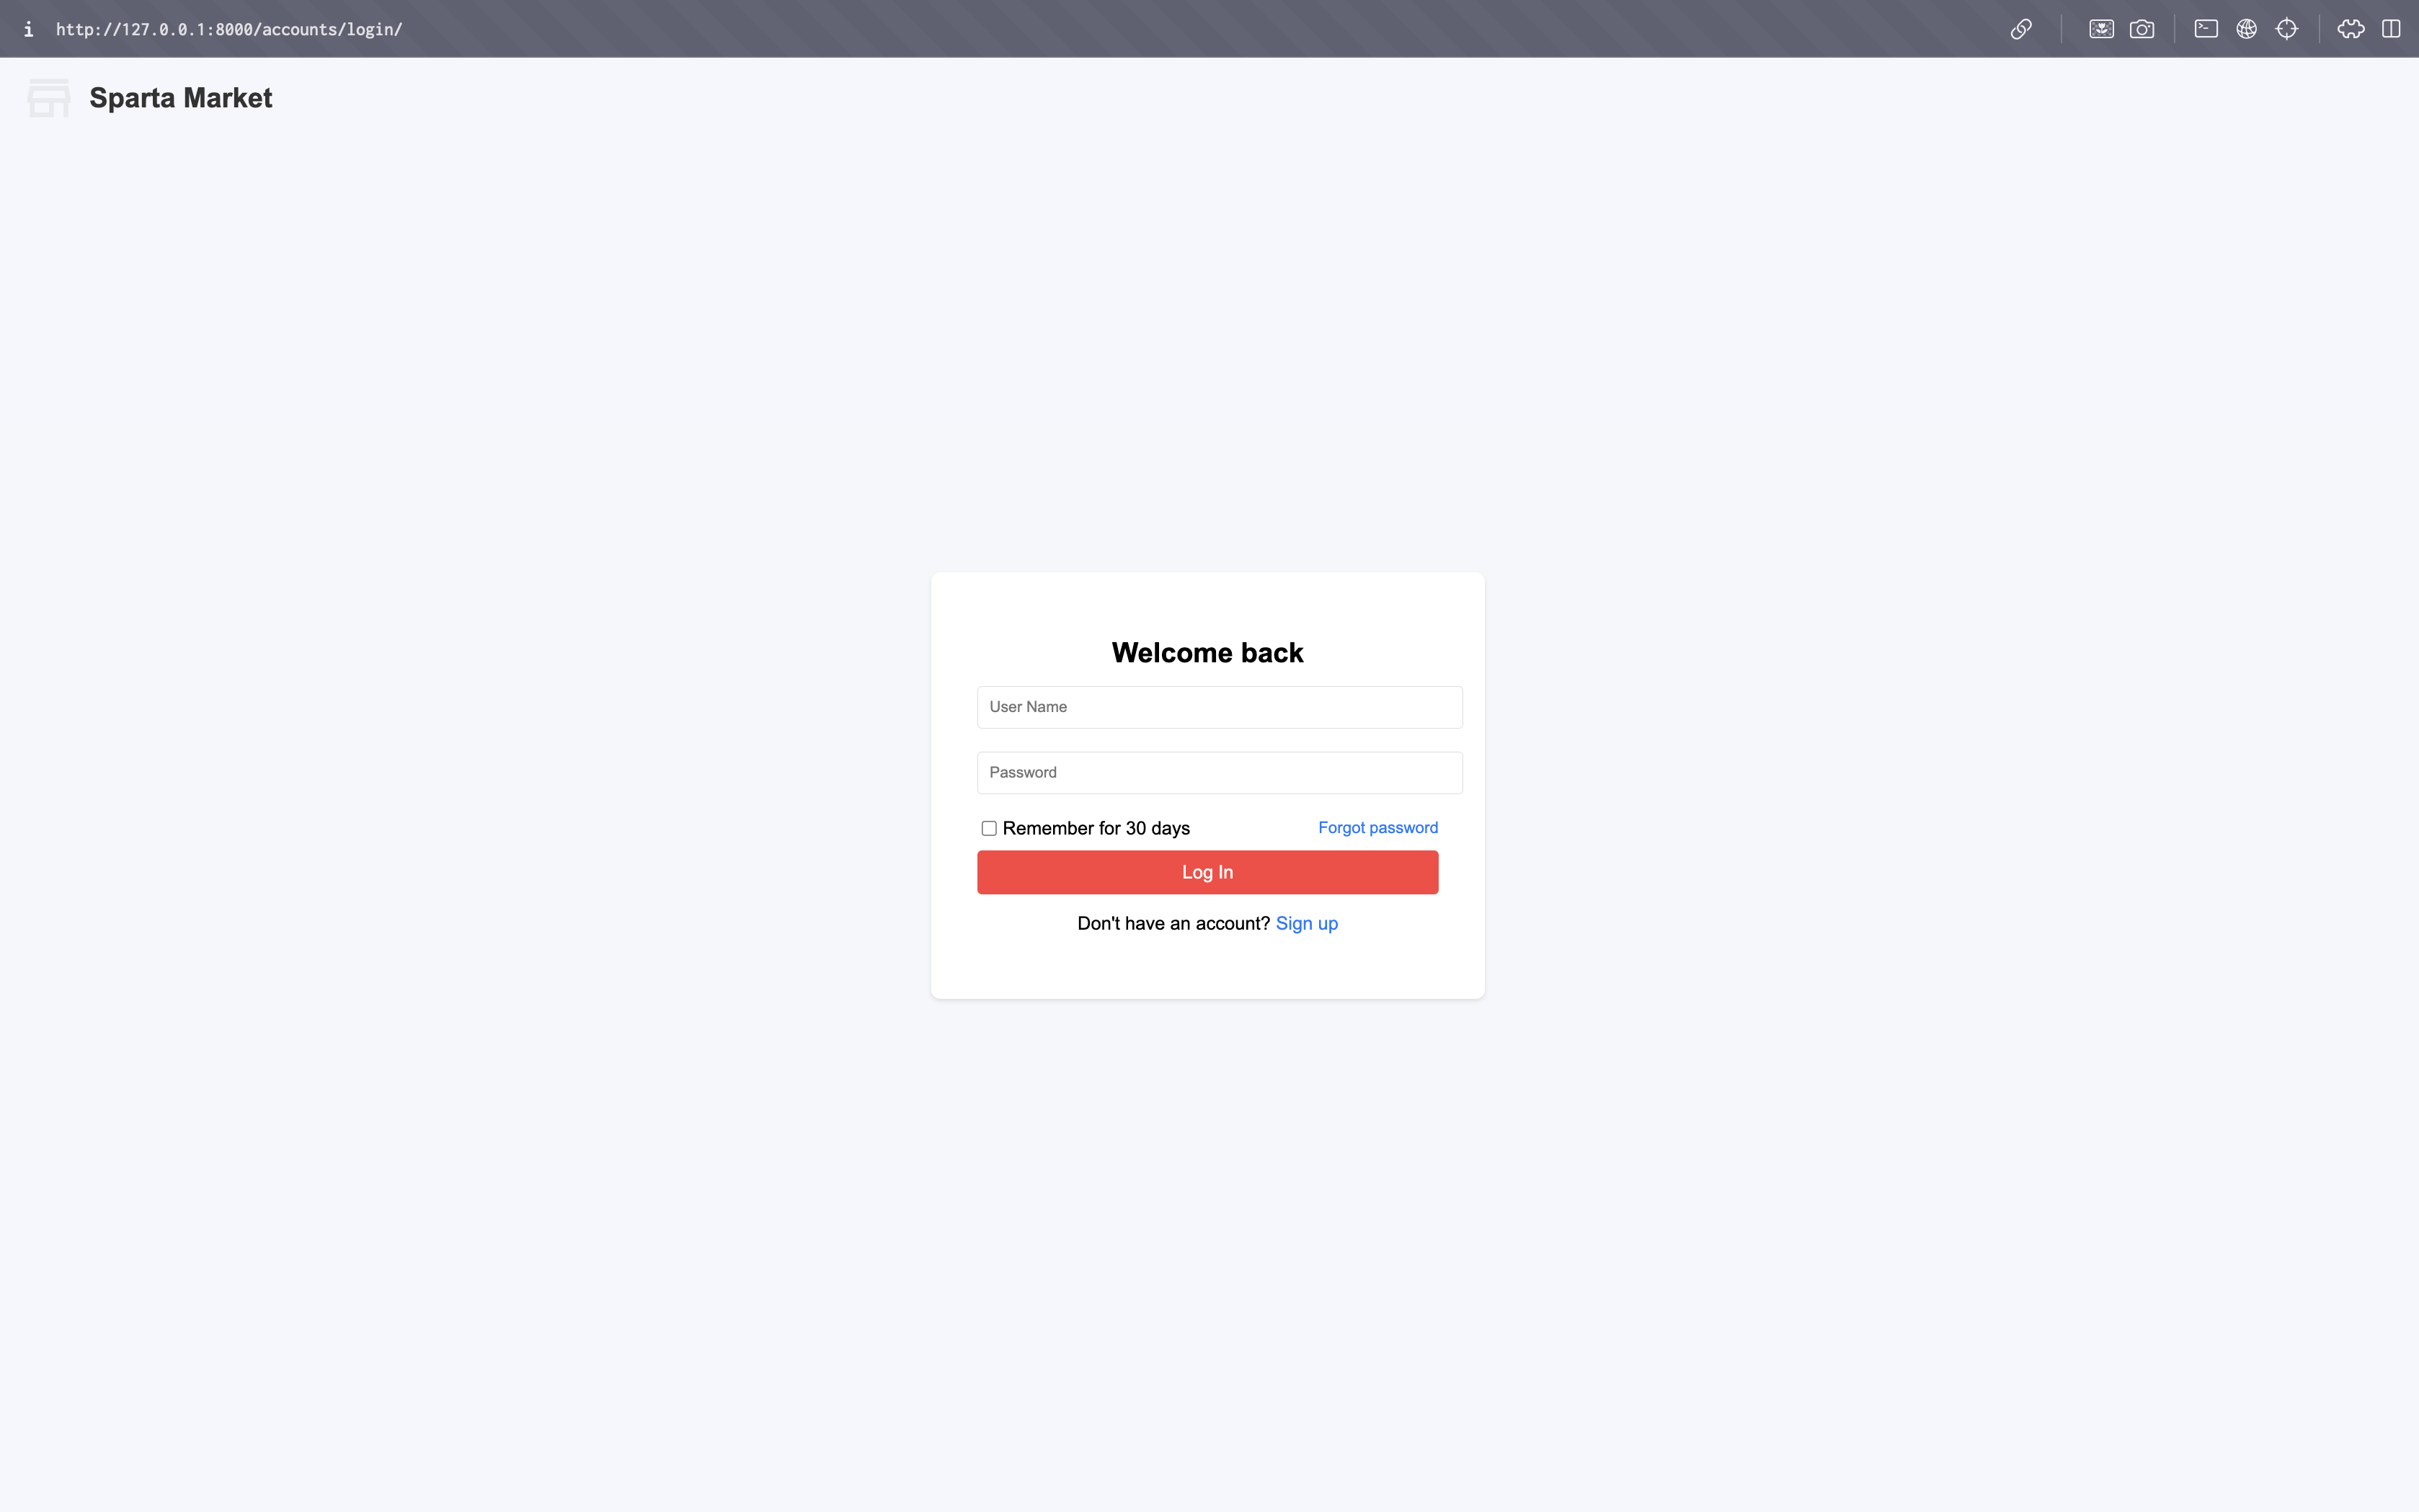 i http://127.0.0.1:8000/accounts/login/
Sparta Market
Welcome back
User Name
Password
Remember for 30 days Forgot password
Log In
Don't have an account? Sign up